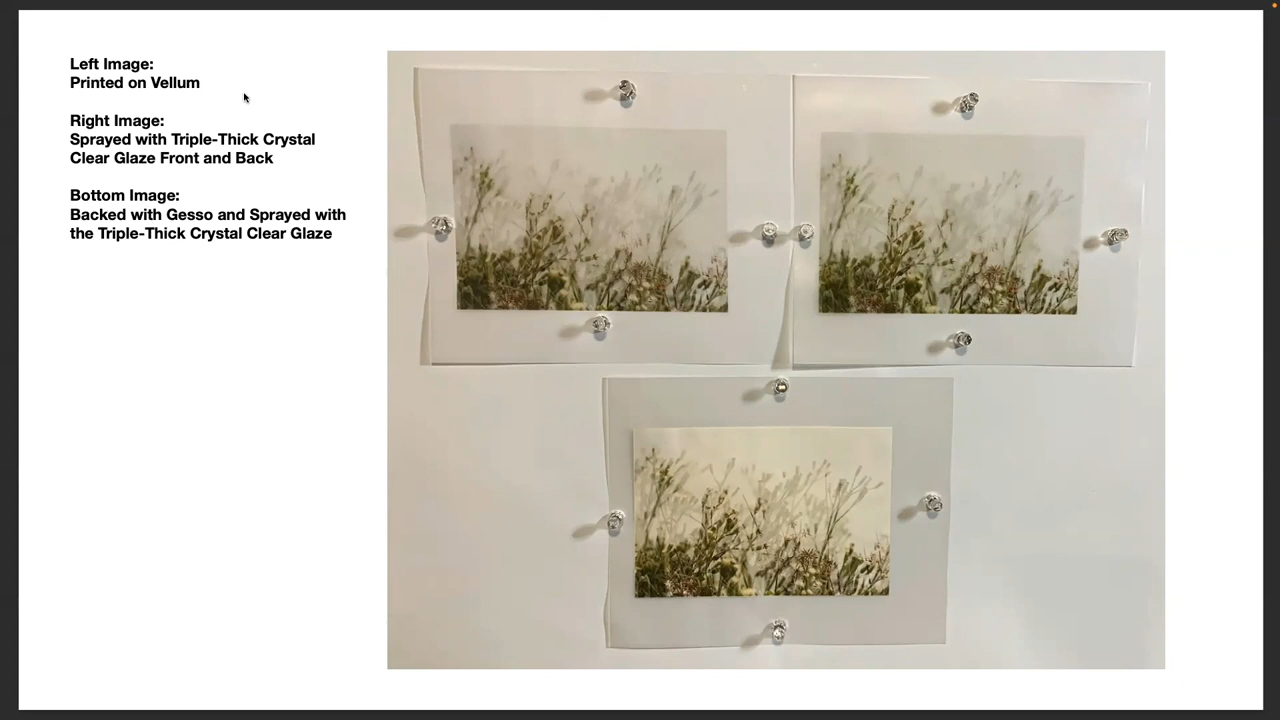 Left Image:
Printed on Vellum
Right Image:
Sprayed with Triple-Thick Crystal
Clear Glaze Front and Back
Bottom Image:
Backed with Gesso and Sprayed with
the Triple-Thick Crystal Clear Glaze